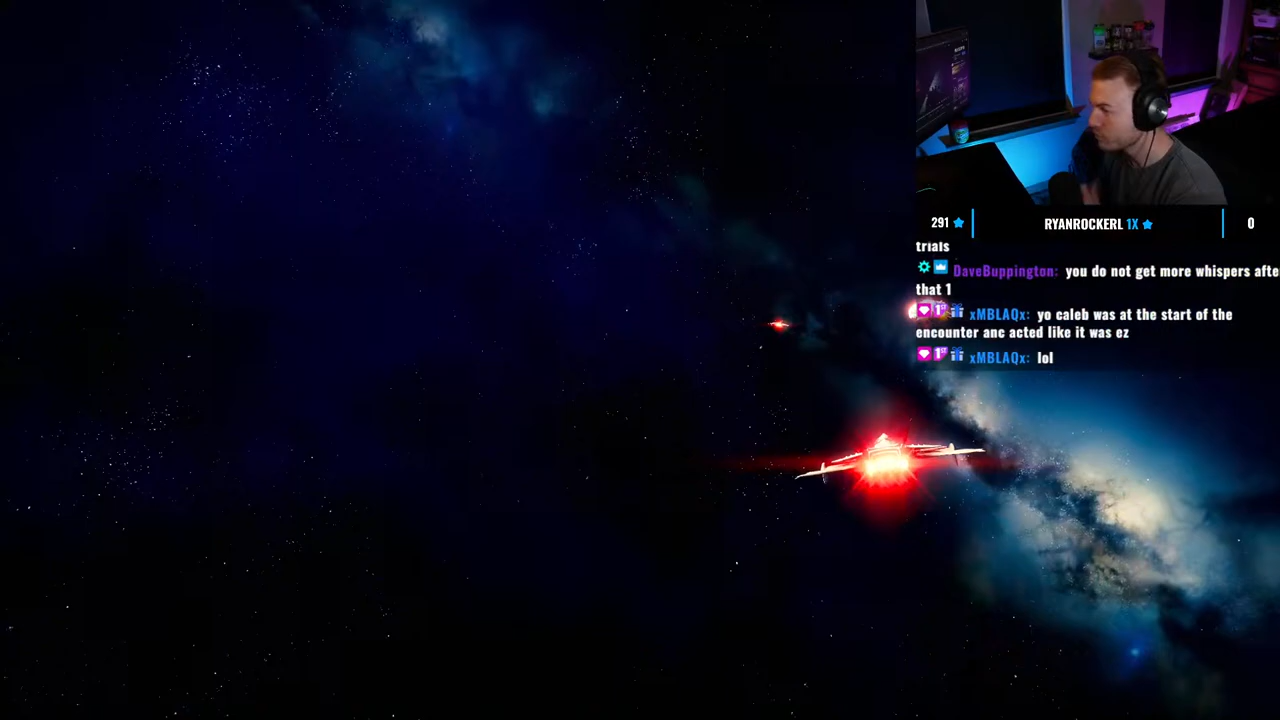 291
RYANROCKERL 1X
0
trials
DaveBuppington: you do not get more whispers afte
that 1
xMBLAQx: yo caleb was at the start of the
encounter anc acted like it was ez
xMBLAQx: lol